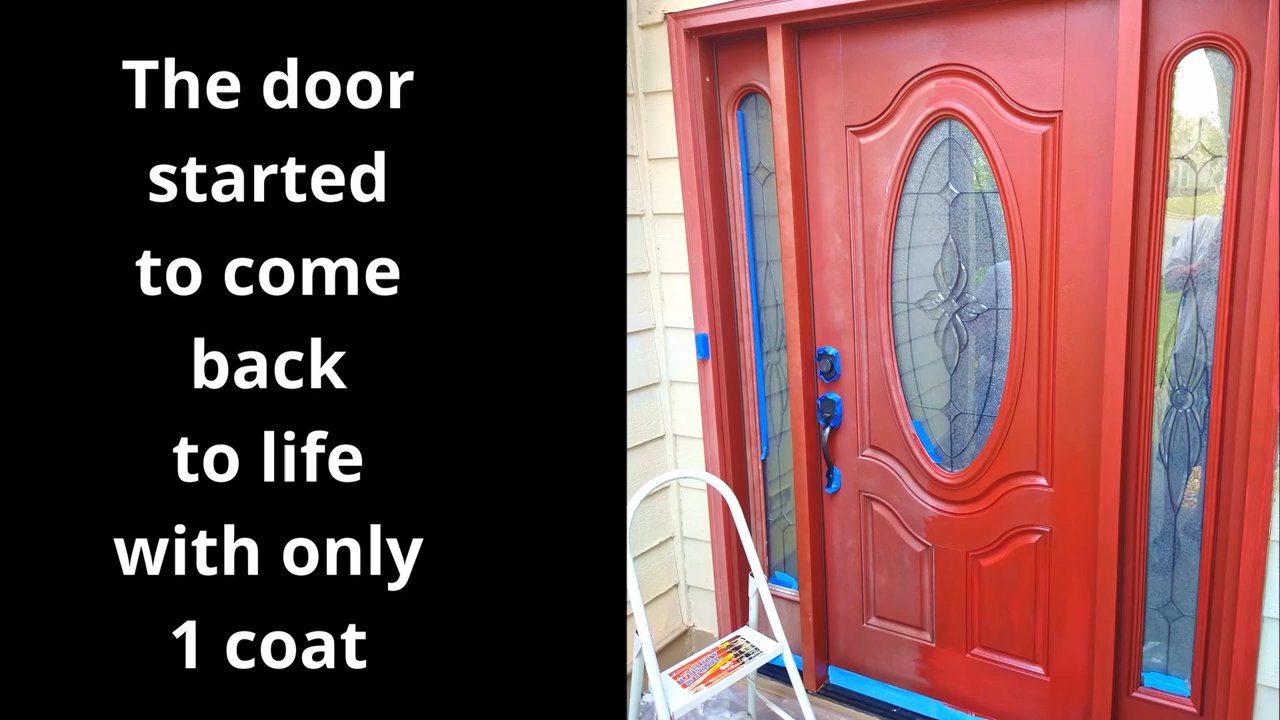 The door
started
to come
back
to life
with only
1 coat